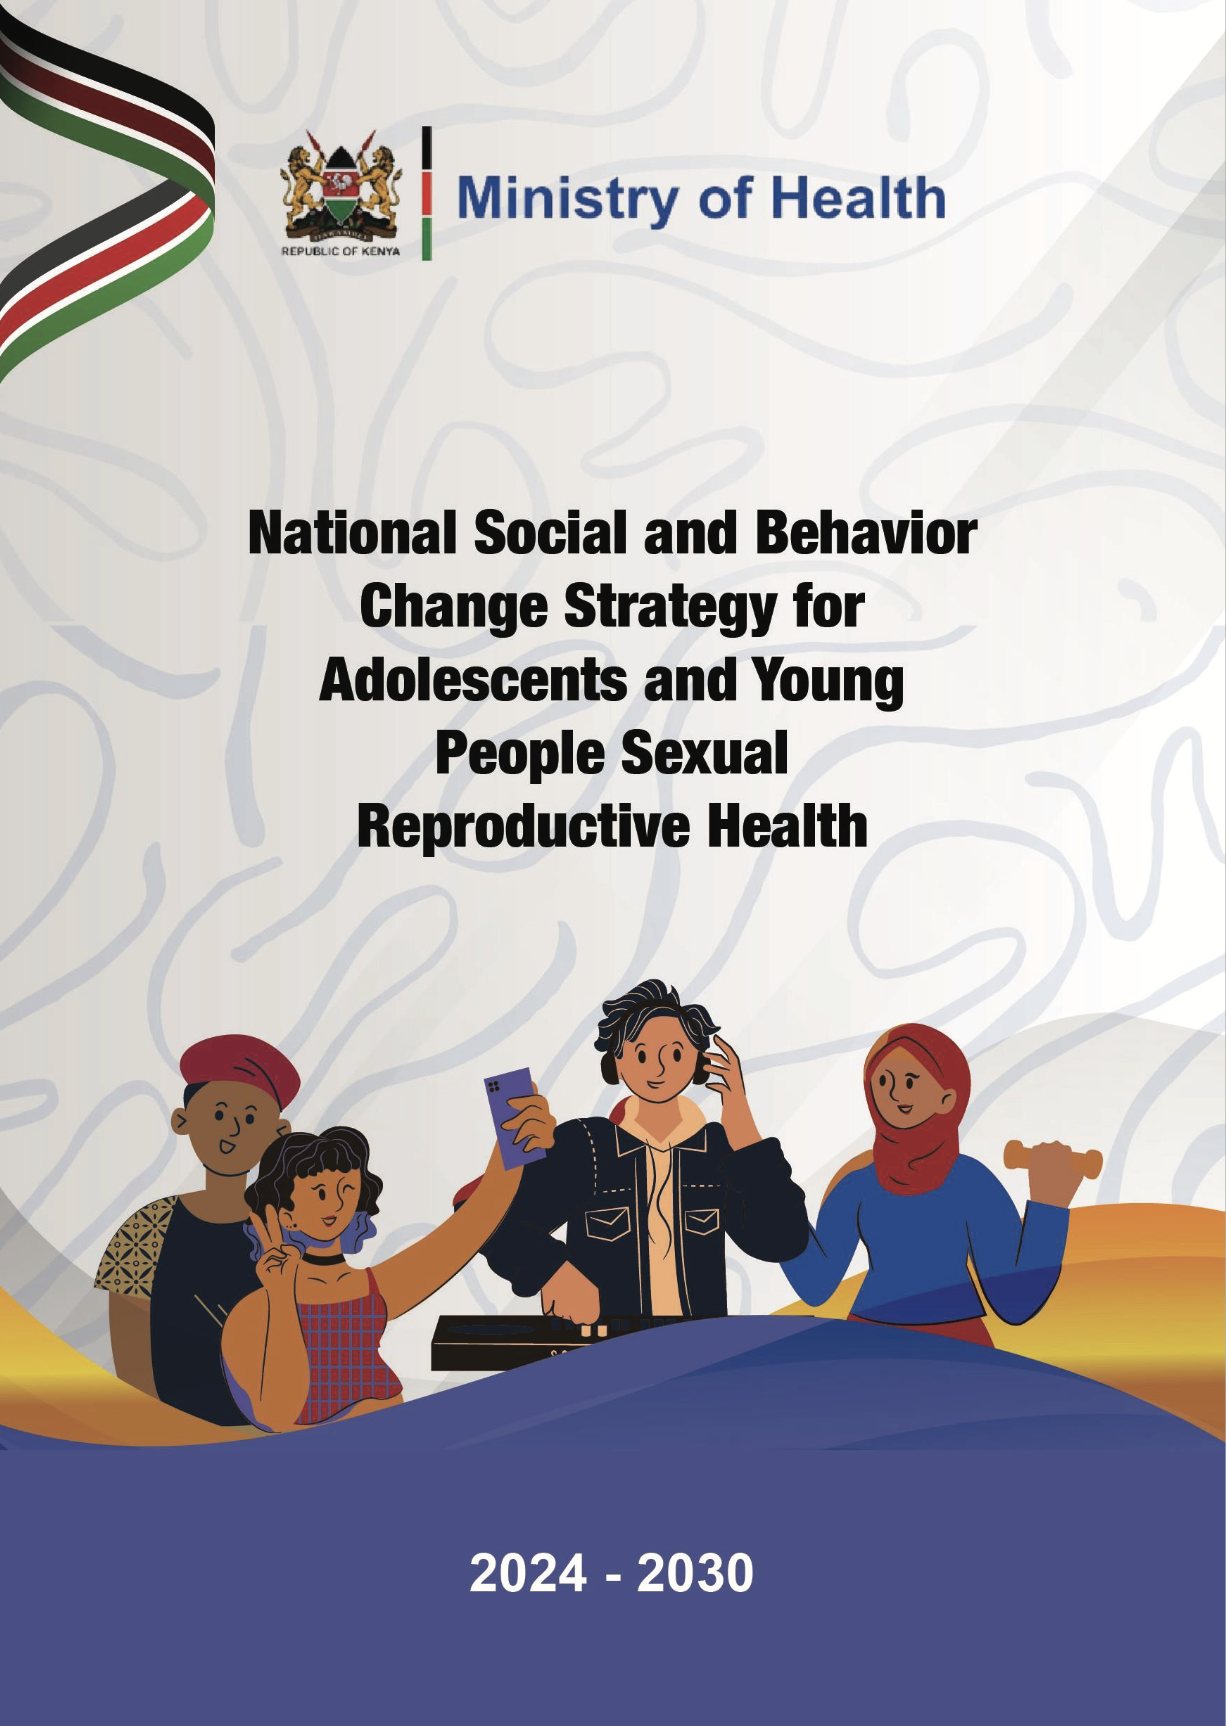 REPUBLIC OF KENYA
Ministry of Health
National Social and Behavior
Change Strategy for
Adolescents and Young
People Sexual
Reproductive Health
2024 - 2030